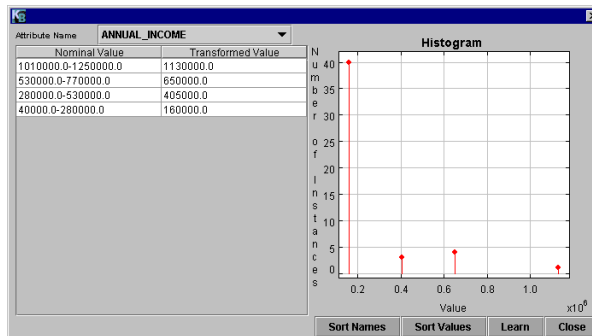 KB
Attribute Name ANNUAL_INCOME
Nominal Value Transformed Value
1010000.0-1250000.0 1130000.0
530000.0-770000.0 650000.0
280000.0-530000.0 405000.0
40000.0-280000.0 160000.0
Histogram
Number of Instances
40
35
30
25
20
15
10
5
0
0.2 0.4 0.6 0.8 1.0
Value x10^6
Sort Names Sort Values Learn Close